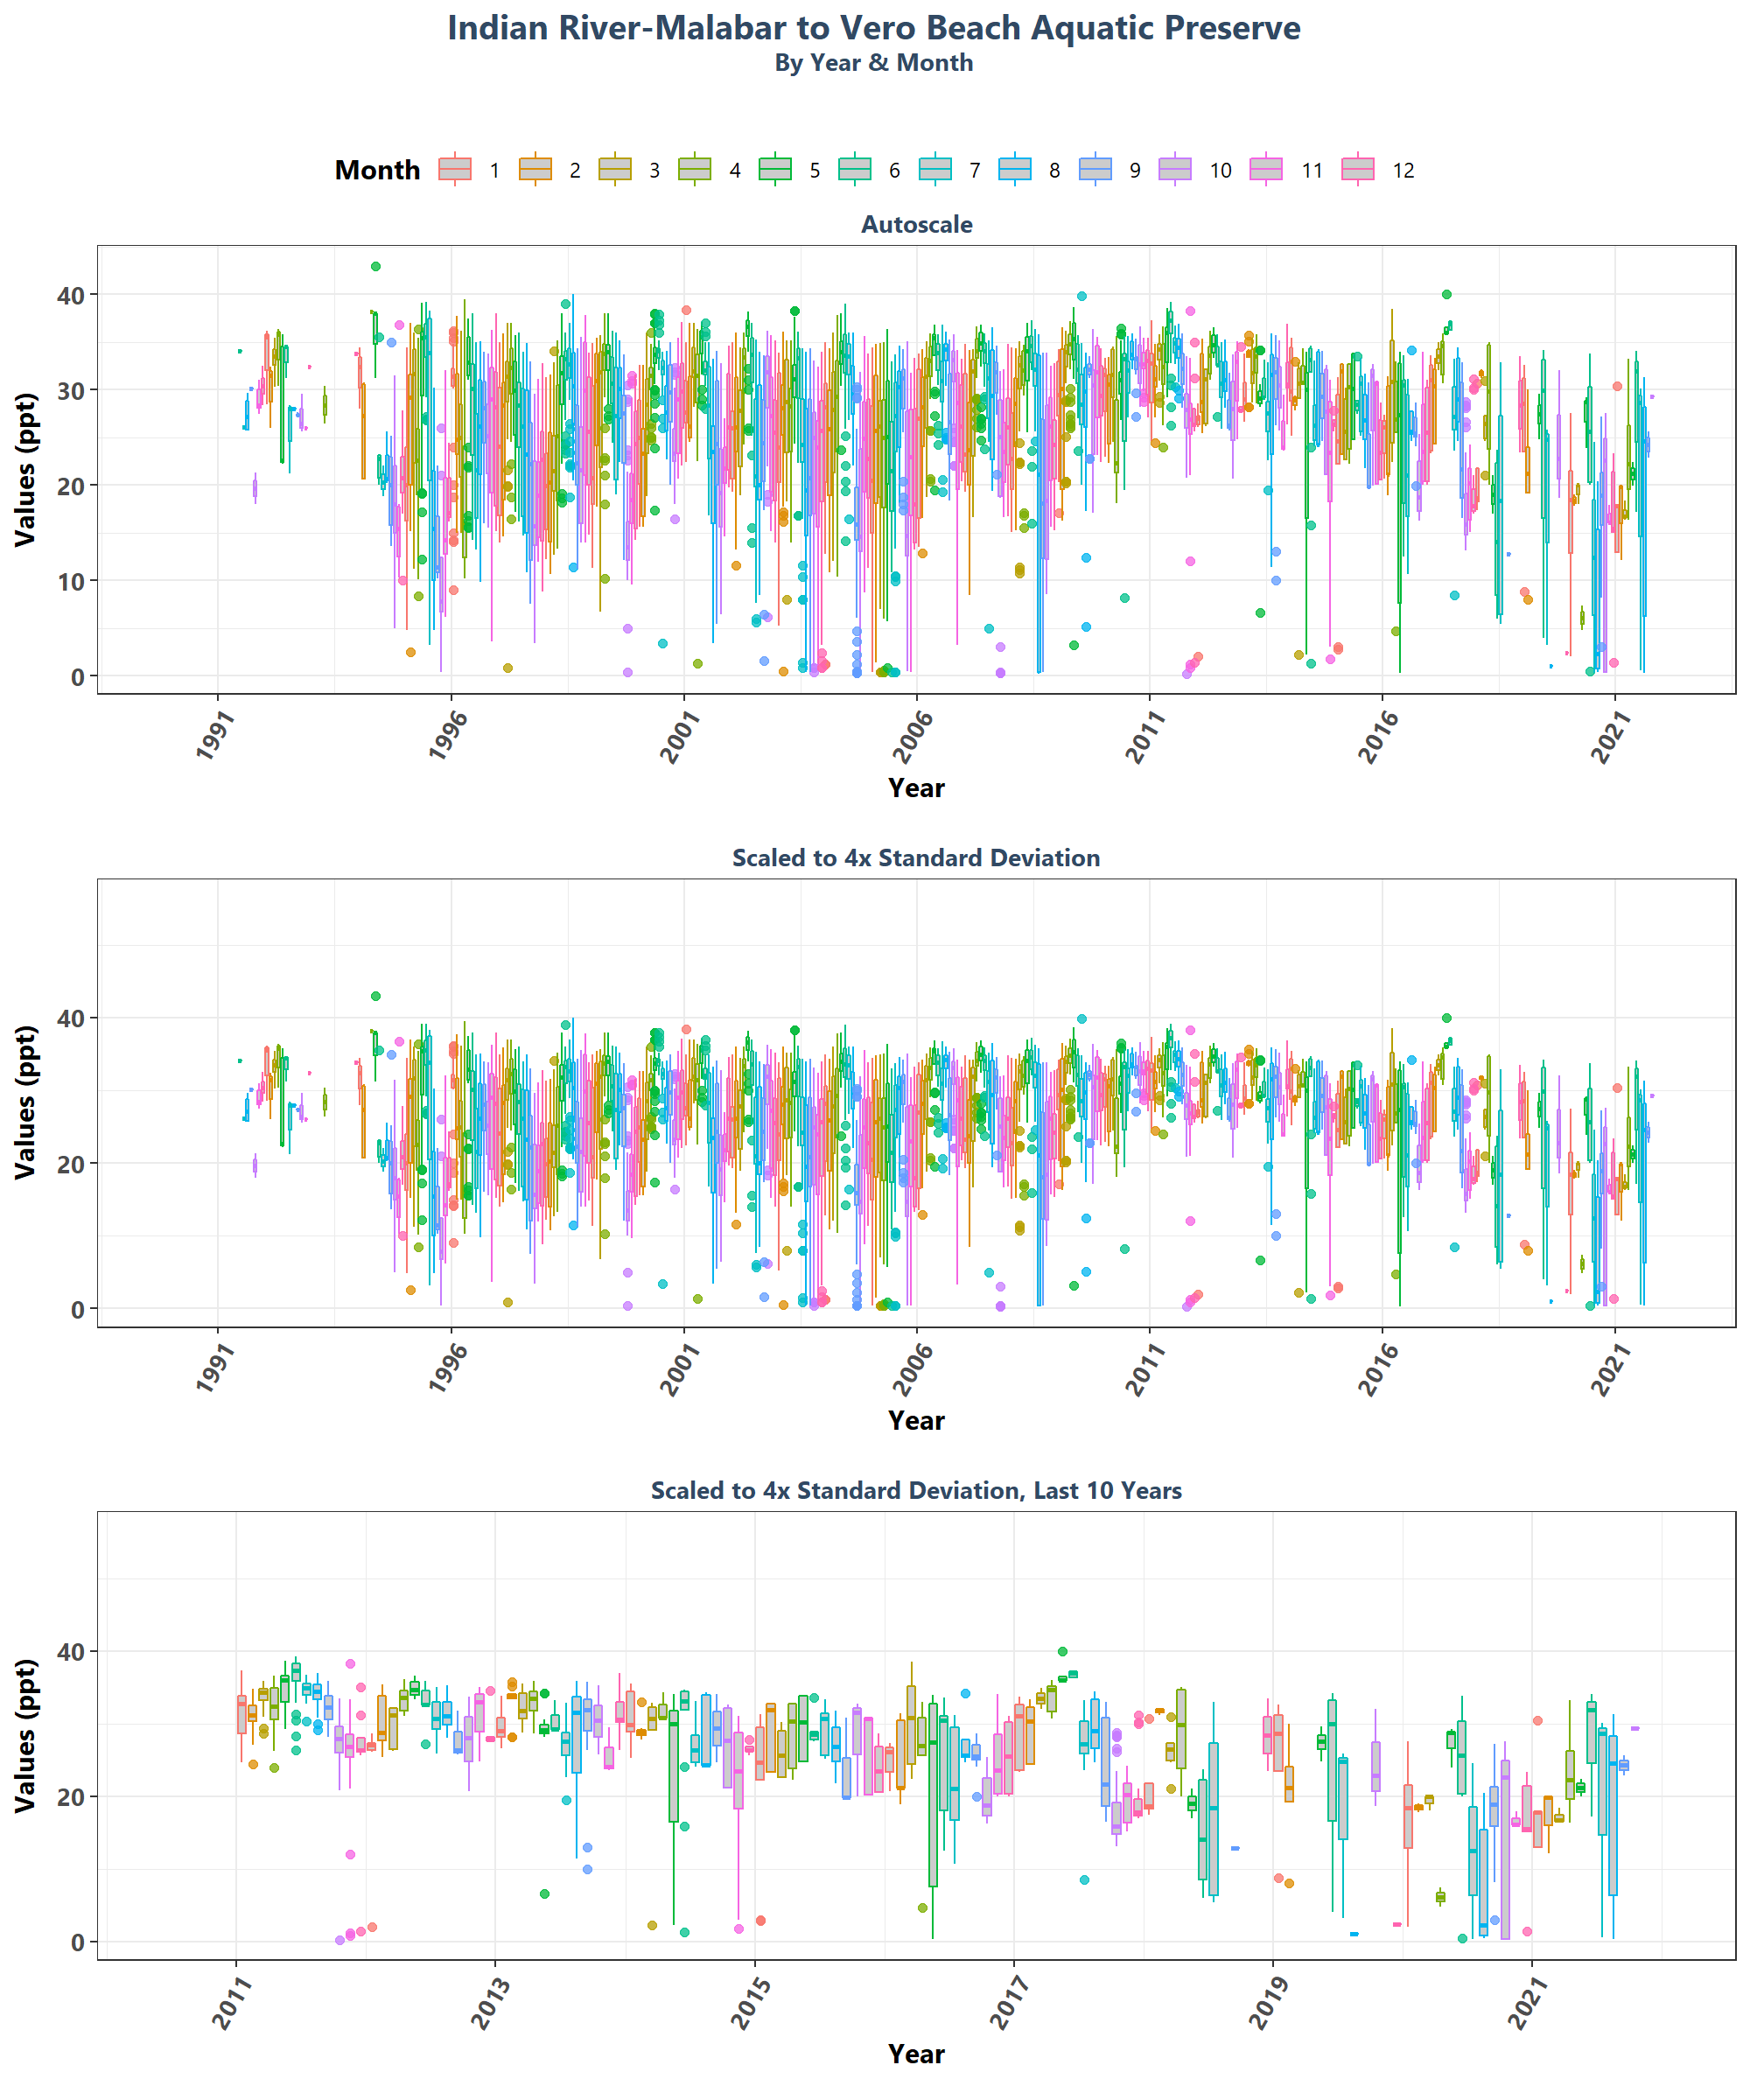 Indian River-Malabar to Vero Beach Aquatic Preserve
By Year & Month
Month 1 2 3 4 5 6 7 8 9 10 11 12
Autoscale
40
30
20
10
0
Values (ppt)
1991 1996 2001 2006 2011 2016 2021
Year
Scaled to 4x Standard Deviation
40
20
0
Values (ppt)
1991 1996 2001 2006 2011 2016 2021
Year
Scaled to 4x Standard Deviation, Last 10 Years
40
20
0
Values (ppt)
2011 2013 2015 2017 2019 2021
Year